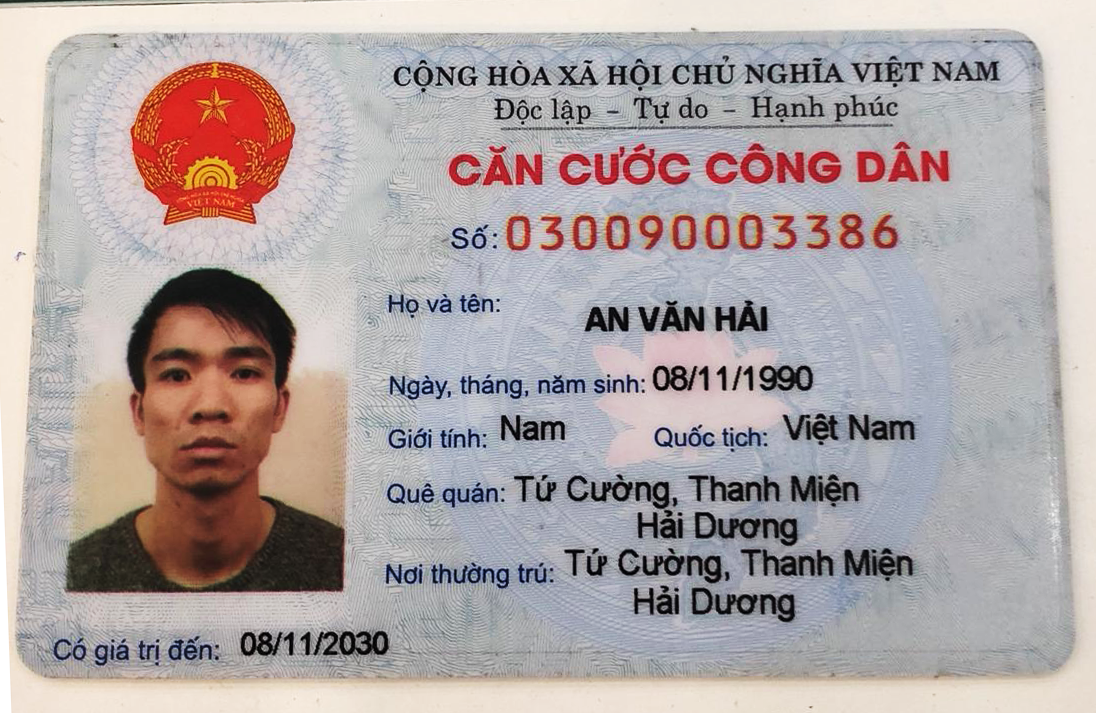 CỘNG HÒA XÃ HỘI CHỦ NGHĨA VIỆT NAM
Độc lập – Tự do – Hạnh phúc
CĂN CƯỚC CÔNG DÂN
Số: 030090003386
Họ và tên: AN VĂN HẢI
Ngày, tháng, năm sinh: 08/11/1990
Giới tính: Nam Quốc tịch: Việt Nam
Quê quán: Tứ Cường, Thanh Miện
Hải Dương
Nơi thường trú: Tứ Cường, Thanh Miện
Hải Dương
Có giá trị đến: 08/11/2030
VIỆT NAM